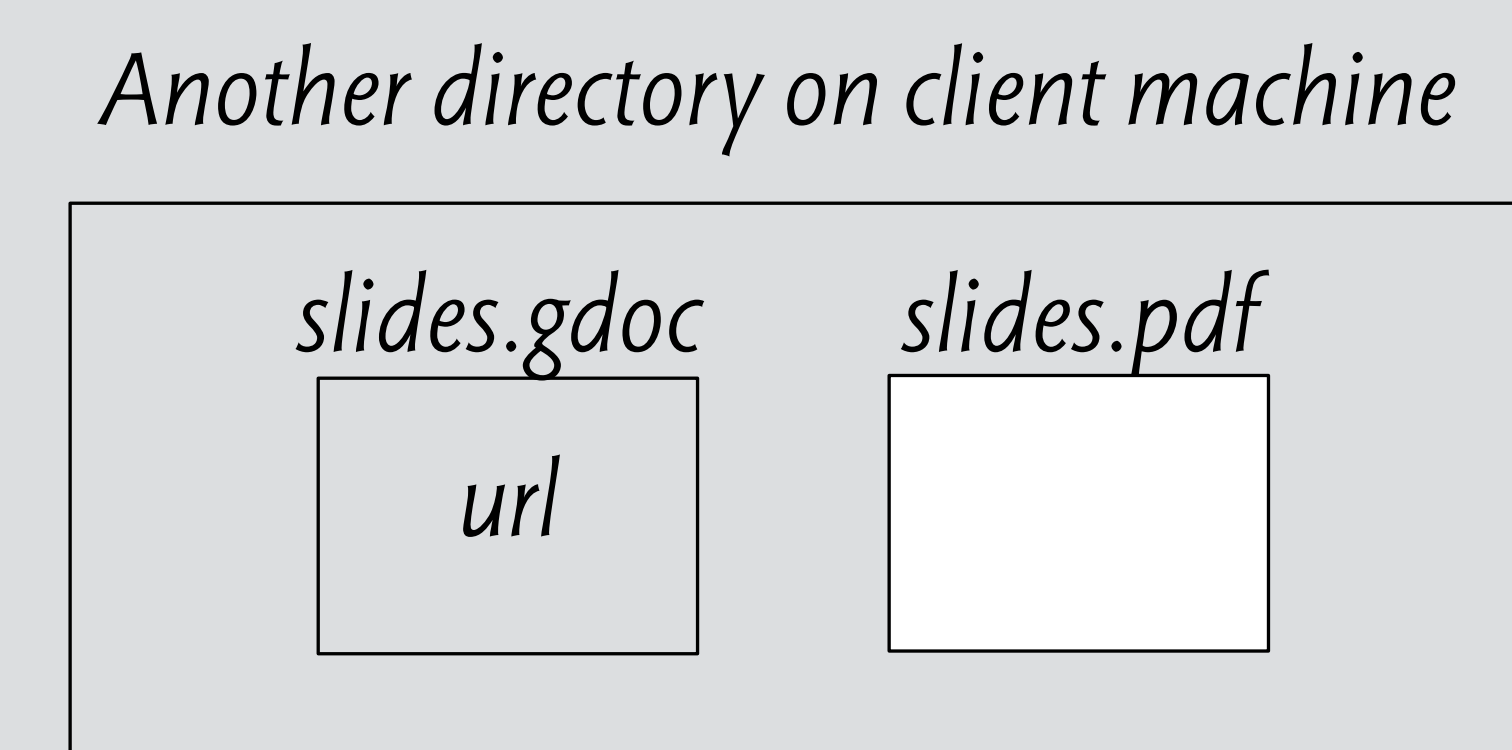 Another directory on client machine
slides.gdoc
slides.pdf
url